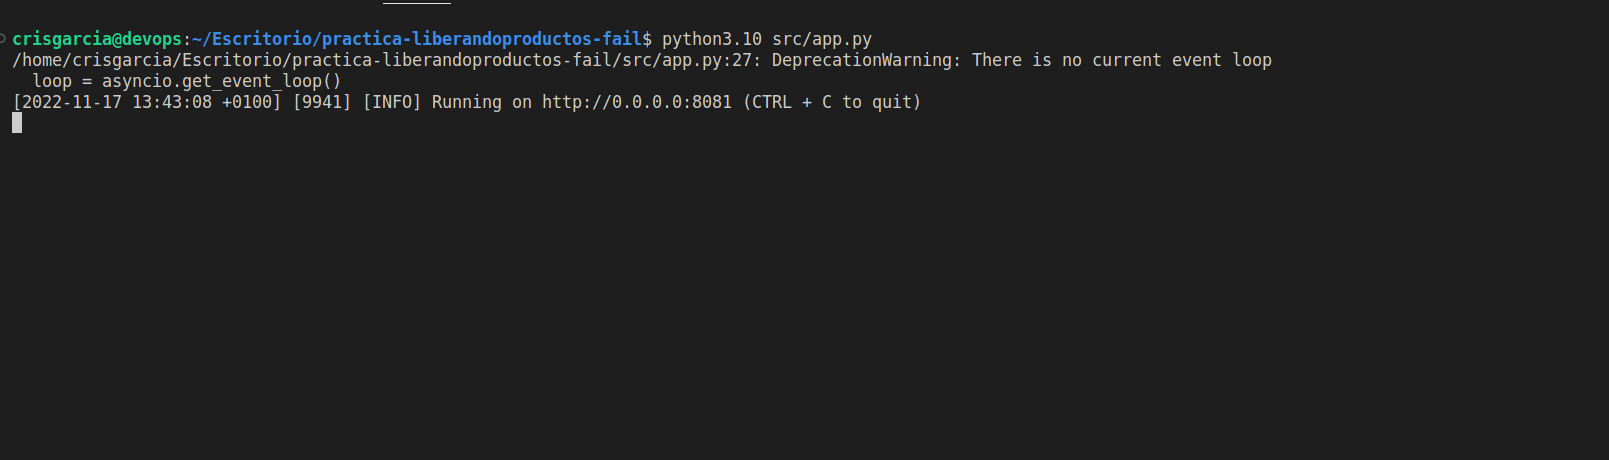 crisgarcia@devops:~/Escritorio/practica-liberandoproductos-fail$ python3.10 src/app.py
/home/crisgarcia/Escritorio/practica-liberandoproductos-fail/src/app.py:27: DeprecationWarning: There is no current event loop
  loop = asyncio.get_event_loop()
[2022-11-17 13:43:08 +0100] [9941] [INFO] Running on http://0.0.0.0:8081 (CTRL + C to quit)